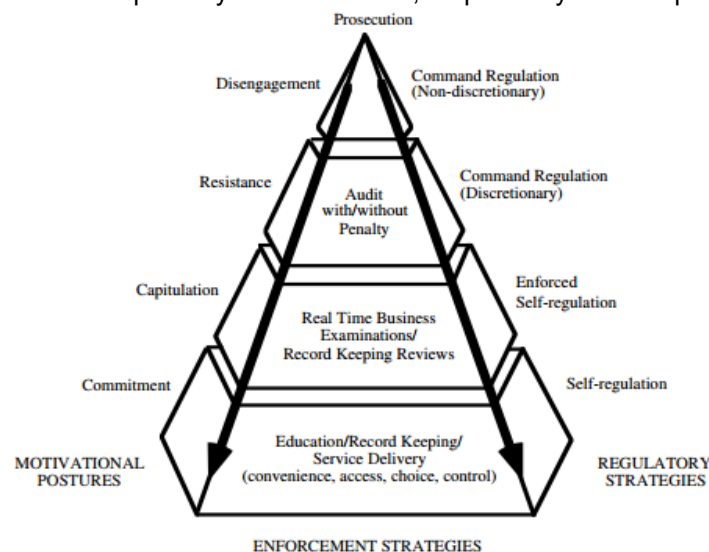 Prosecution
Disengagement
Command Regulation
(Non-discretionary)
Resistance
Command Regulation
(Discretionary)
Audit
with/without
Penalty
Capitulation
Enforced
Self-regulation
Real Time Business
Examinations/
Record Keeping Reviews
Commitment
Self-regulation
Education/Record Keeping/
Service Delivery
(convenience, access, choice, control)
MOTIVATIONAL
POSTURES
REGULATORY
STRATEGIES
ENFORCEMENT STRATEGIES